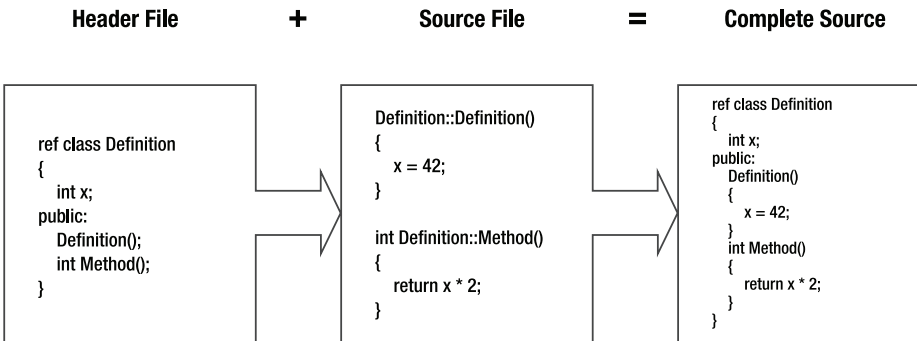 Header File + Source File = Complete Source
ref class Definition
{
int x;
public:
Definition();
int Method();
}
Definition::Definition()
{
x = 42;
}
int Definition::Method()
{
return x * 2;
}
ref class Definition
{
int x;
public:
Definition()
{
x = 42;
}
int Method()
{
return x * 2;
}
}